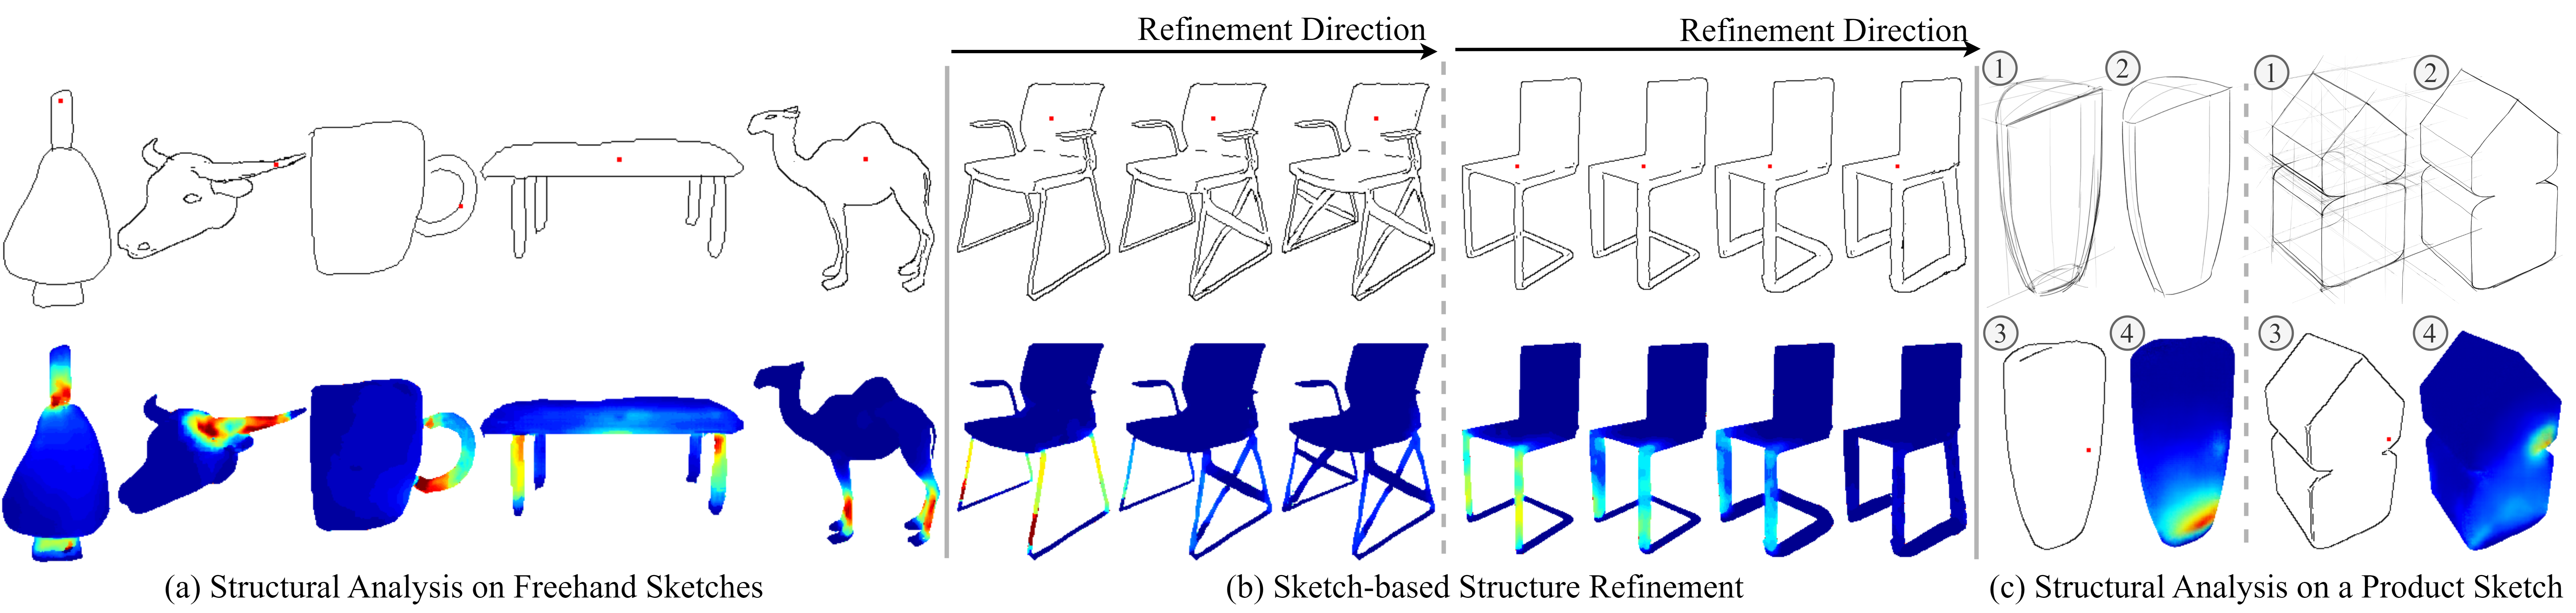 Refinement Direction
Refinement Direction
1
2
1
2
3
4
3
4
(a) Structural Analysis on Freehand Sketches
(b) Sketch-based Structure Refinement
(c) Structural Analysis on a Product Sketch